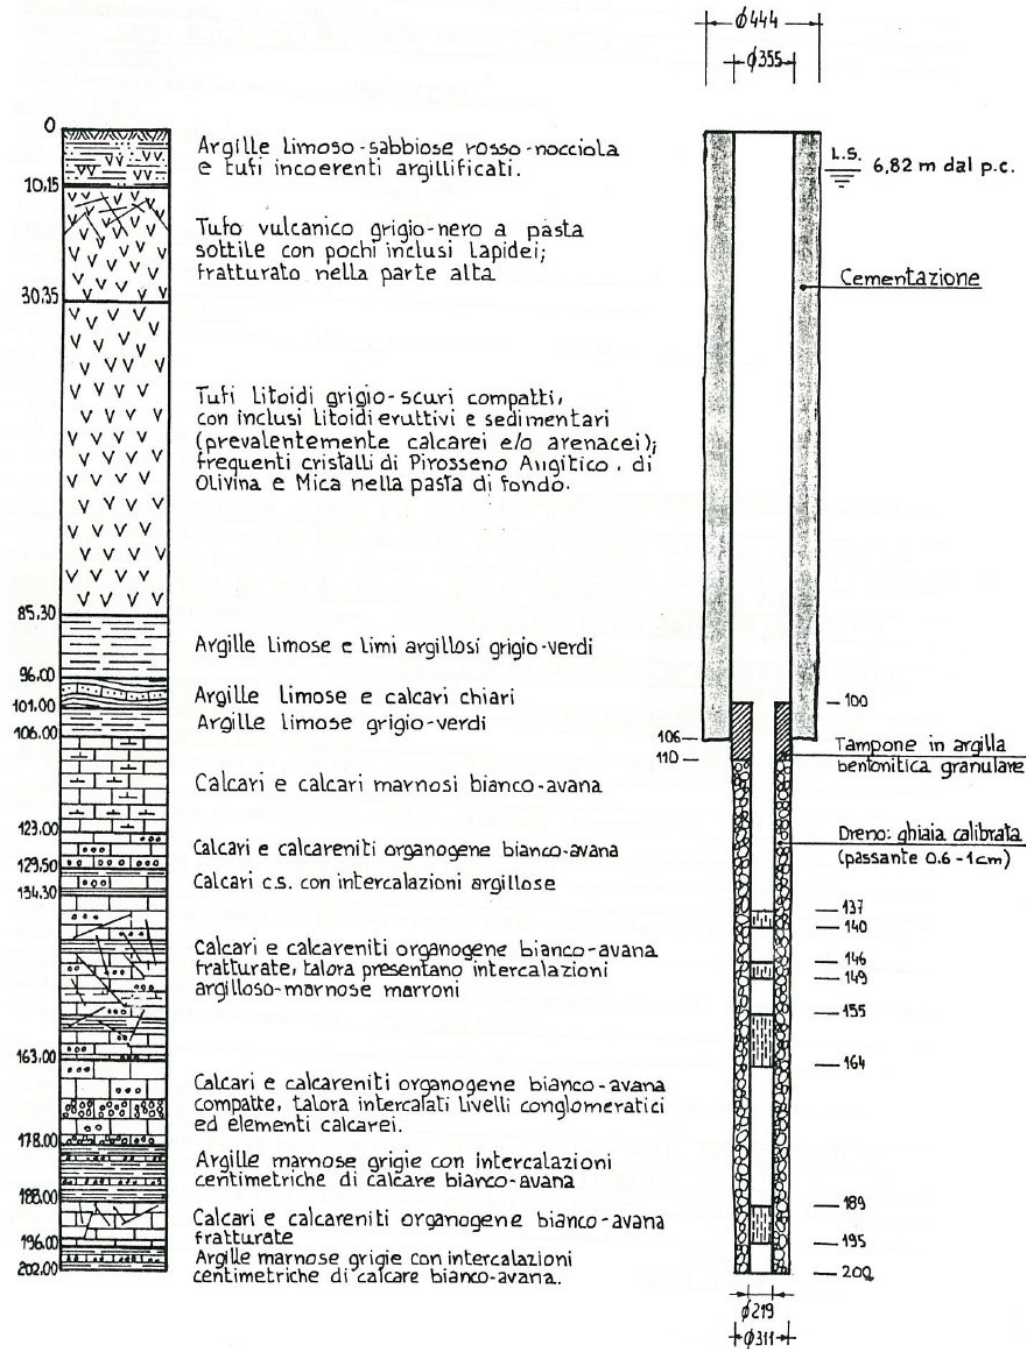 ϕ444
ϕ355
0
10,15
30,35
85,30
96.00
101.00
106.00
123.00
129.50
134.30
163.00
178.00
188.00
196.00
202.00
Argille limoso-sabbiose rosso-nocciola
e tufi incoerenti argillificati.
Tufo vulcanico grigio-nero a pasta
sottile con pochi inclusi lapidei;
fratturato nella parte alta
Tufi litoidi grigio-scuri compatti,
con inclusi litoidi eruttivi e sedimentari
(prevalentemente calcarei e/o arenacei);
frequenti cristalli di Pirosseno Augitico, di
Olivina e Mica nella pasta di fondo.
Argille limose e limi argillosi grigio-verdi
Argille limose e calcari chiari
Argille limose grigio-verdi
Calcari e calcari marnosi bianco-avana
Calcari e calcareniti organogene bianco-avana
Calcari c.s. con intercalazioni argillose
Calcari e calcareniti organogene bianco-avana
fratturate, talora presentano intercalazioni
argilloso-marnose marroni
Calcari e calcareniti organogene bianco-avana
compatte, talora intercalati livelli conglomeratici
ed elementi calcarei.
Argille marnose grigie con intercalazioni
centimetriche di calcare bianco-avana
Calcari e calcareniti organogene bianco-avana
fratturate
Argille marnose grigie con intercalazioni
centimetriche di calcare bianco-avana.
L.S.
6,82 m dal p.c.
Cementazione
100
106
110
Tampone in argilla
bentonitica granulare
Dreno: ghiaia calibrata
(passante 0.6-1cm)
137
140
146
149
155
164
189
195
200
ϕ219
ϕ311